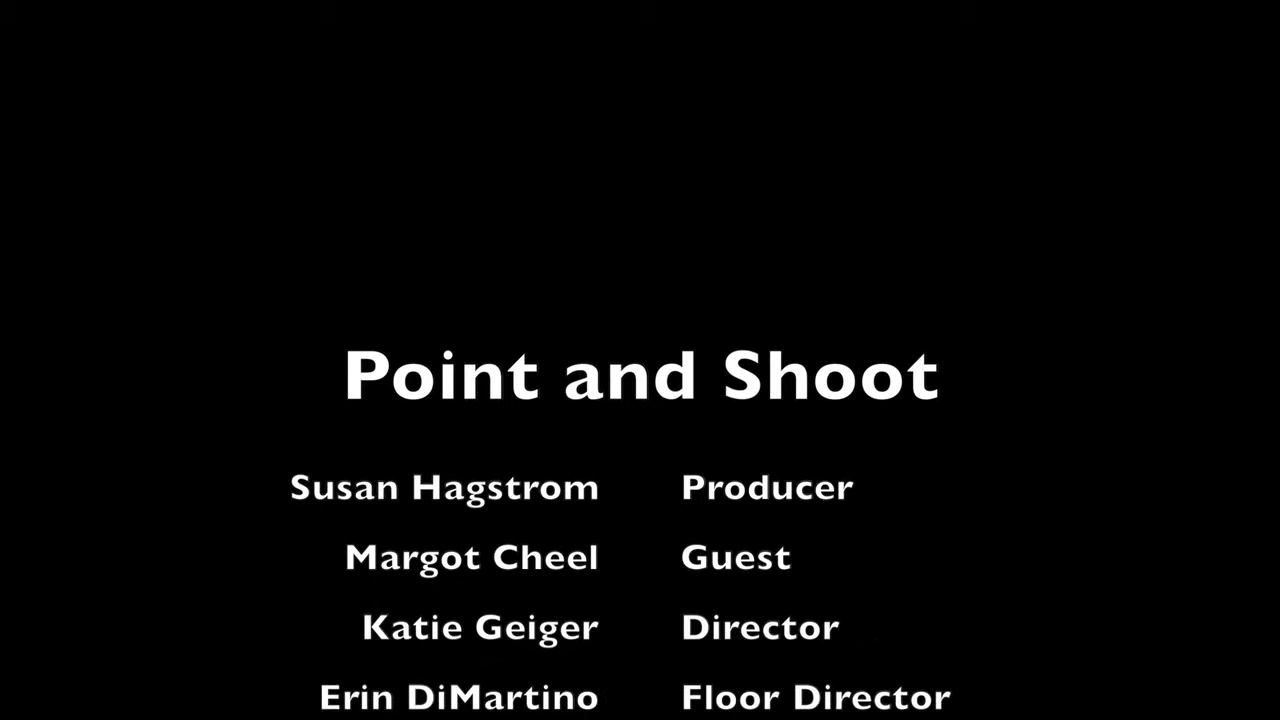 Point and Shoot
Susan Hagstrom Producer
Margot Cheel Guest
Katie Geiger Director
Erin DiMartino Floor Director